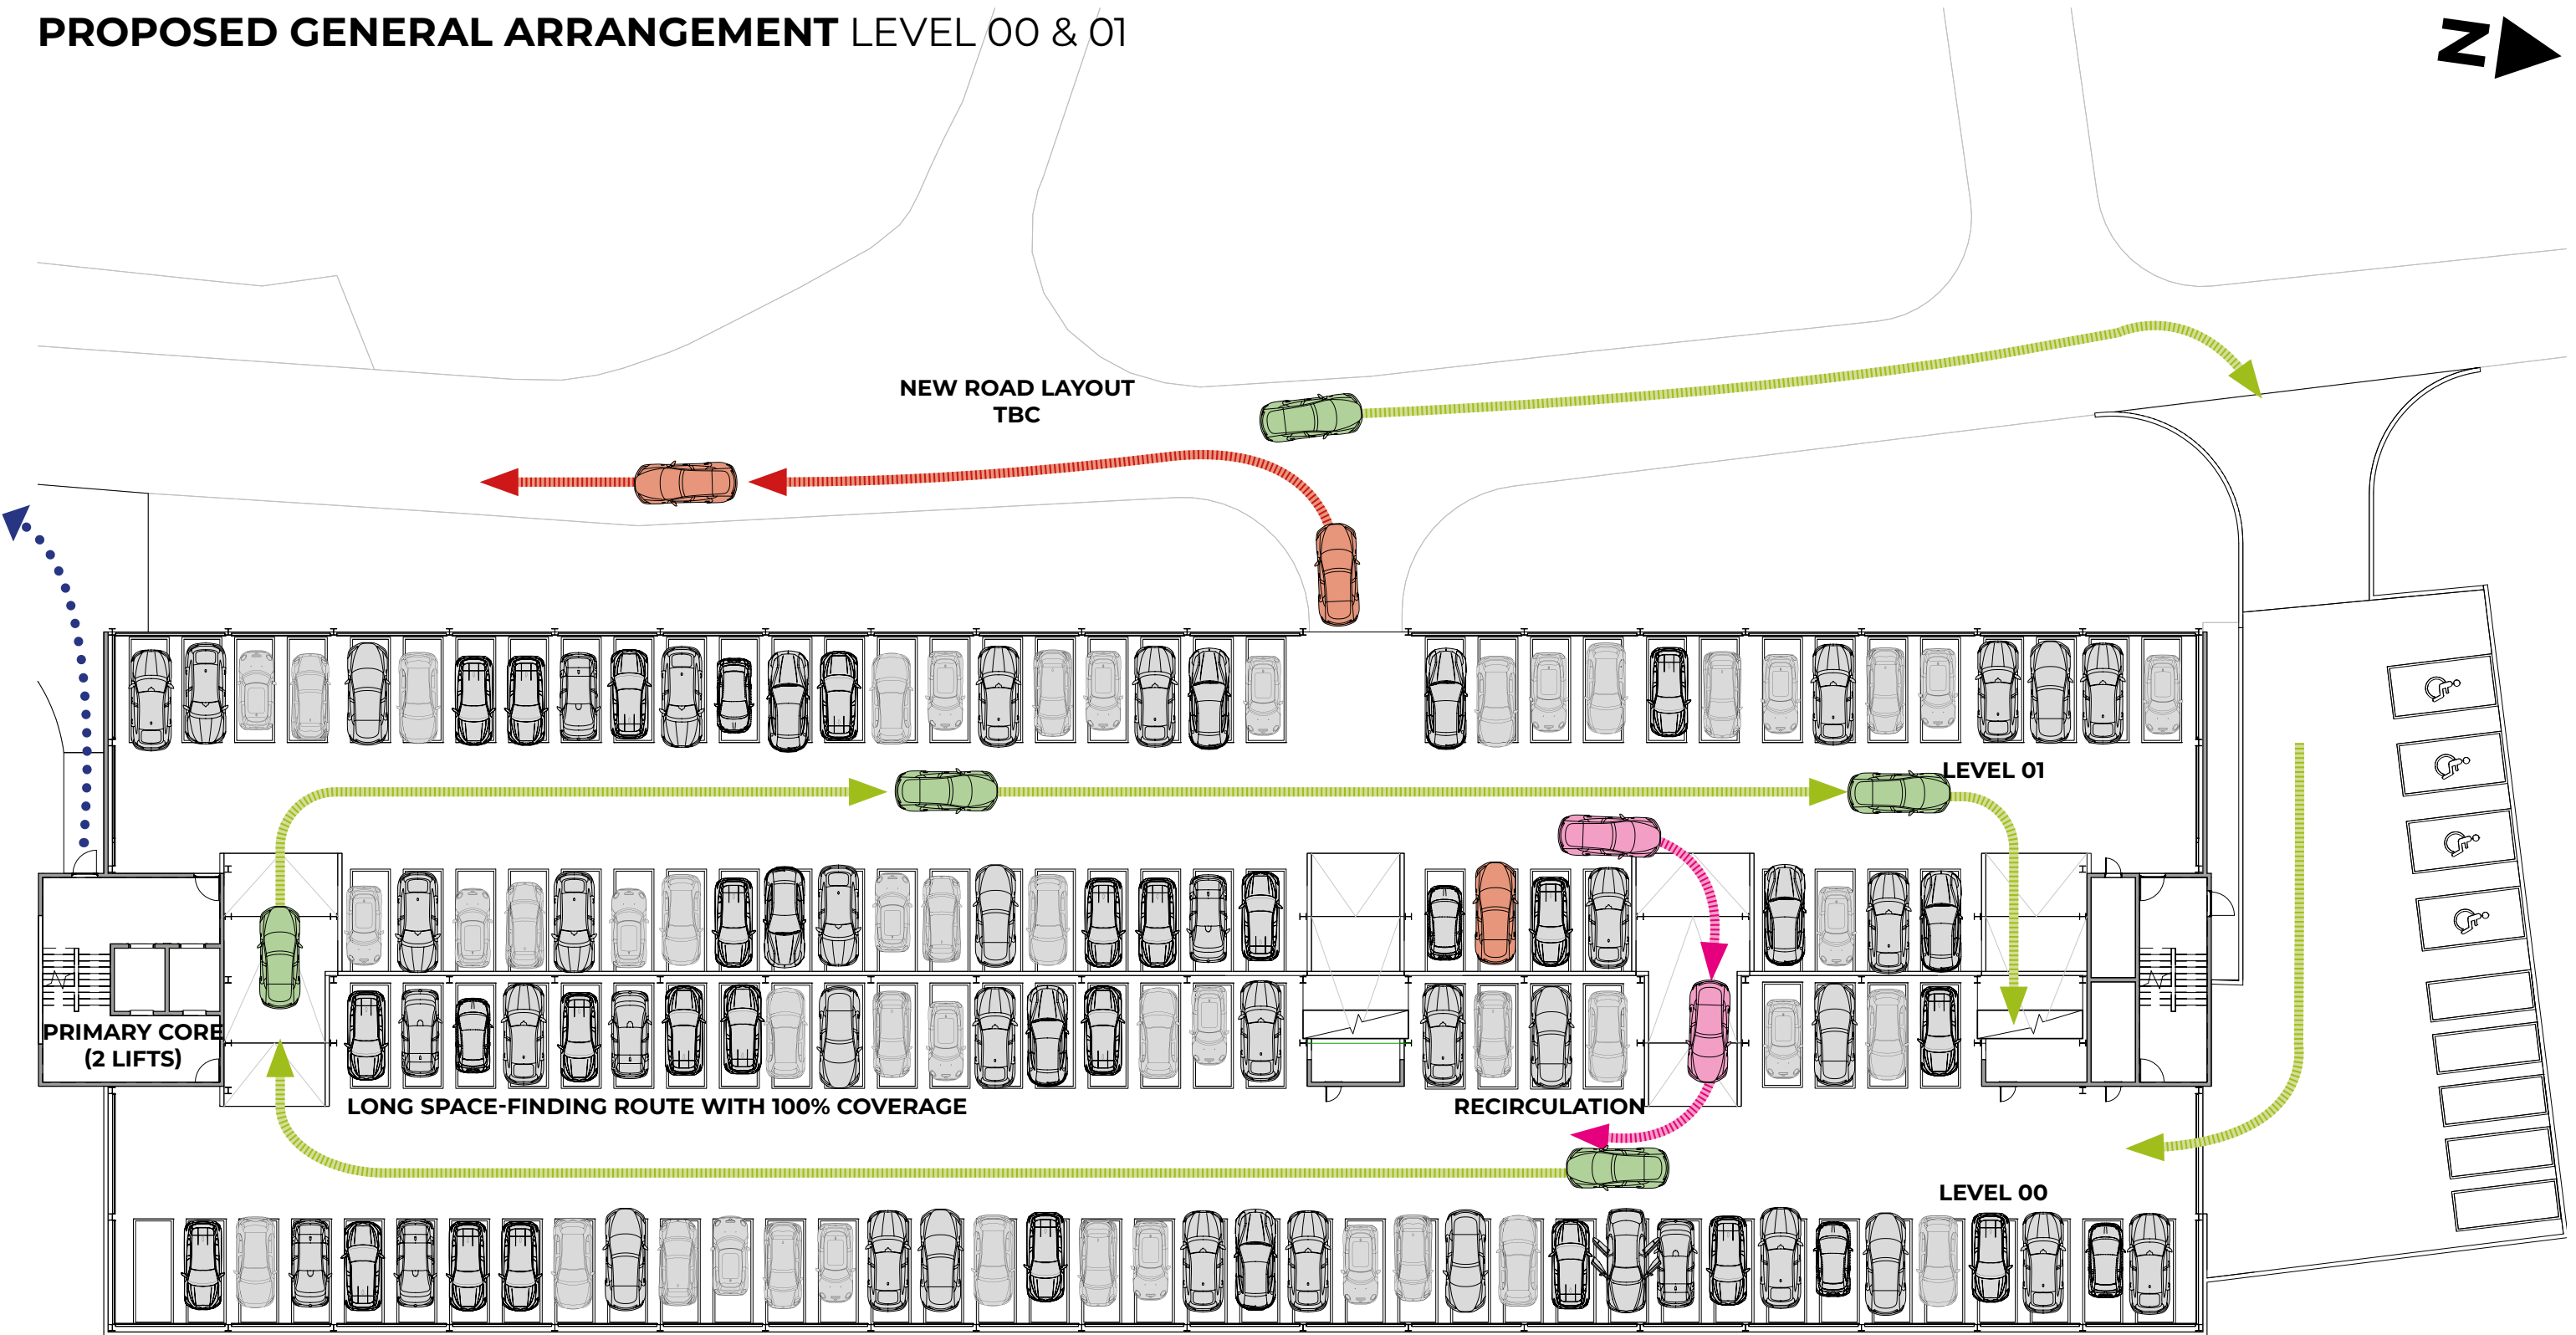 PROPOSED GENERAL ARRANGEMENT LEVEL 00 & 01
N
NEW ROAD LAYOUT
TBC
LEVEL 01
PRIMARY CORE
(2 LIFTS)
LONG SPACE-FINDING ROUTE WITH 100% COVERAGE
RECIRCULATION
LEVEL 00